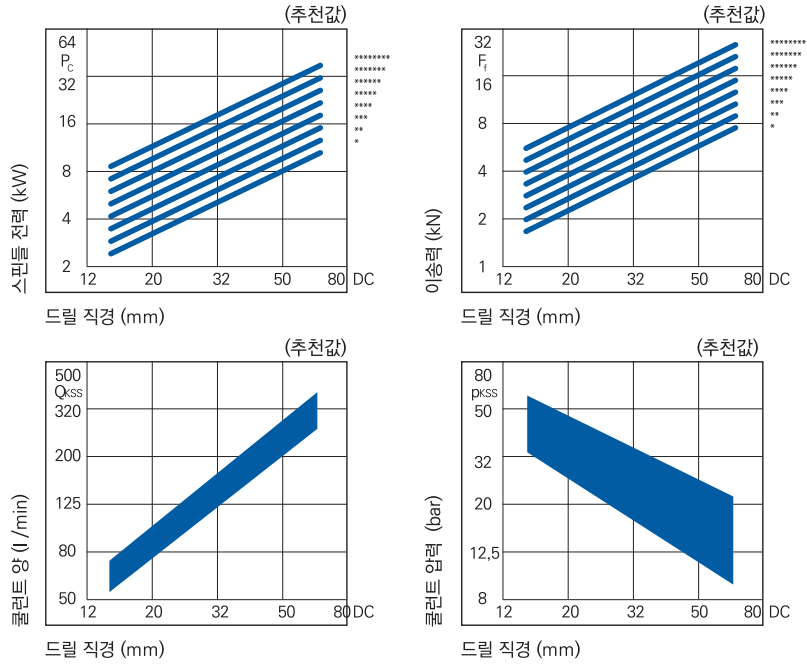 (추천값)
64
PC
32
16
8
4
2
12 20 32 50 80 DC
********
*******
******
*****
****
***
**
*
스핀들 전력 (kW)
드릴 직경 (mm)
(추천값)
32
Ff
16
8
4
2
1
12 20 32 50 80 DC
********
*******
******
*****
****
***
**
*
이송력 (kN)
드릴 직경 (mm)
(추천값)
500
QKSS
320
200
125
80
50
12 20 32 50 80 DC
쿨런트 양 (l /min)
드릴 직경 (mm)
(추천값)
80
pKSS
50
32
20
12,5
8
12 20 32 50 80 DC
쿨런트 압력 (bar)
드릴 직경 (mm)